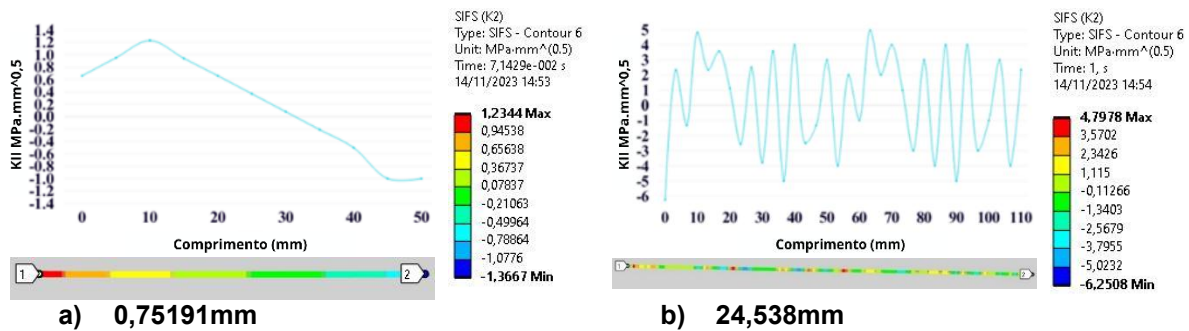 KII MPa.mm^0,5
1.4
1.2
1.0
0.8
0.6
0.4
0.2
0.0
-0.2
-0.4
-0.6
-0.8
-1.0
-1.2
-1.4
0 10 20 30 40 50
Comprimento (mm)
SIFS (K2)
Type: SIFS - Contour 6
Unit: MPa·mm^(0.5)
Time: 7,1429e-002 s
14/11/2023 14:53
1,2344 Max
0,94538
0,65638
0,36737
0,07837
-0,21063
-0,49964
-0,78864
-1,0776
-1,3667 Min
1 2
a) 0,75191mm
KII MPa.mm^0,5
5
4
3
2
1
0
-1
-2
-3
-4
-5
-6
0 10 20 30 40 50 60 70 80 90 100 110
Comprimento (mm)
SIFS (K2)
Type: SIFS - Contour 6
Unit: MPa·mm^(0.5)
Time: 1, s
14/11/2023 14:54
4,7978 Max
3,5702
2,3426
1,115
-0,11266
-1,3403
-2,5679
-3,7955
-5,0232
-6,2508 Min
1 2
b) 24,538mm